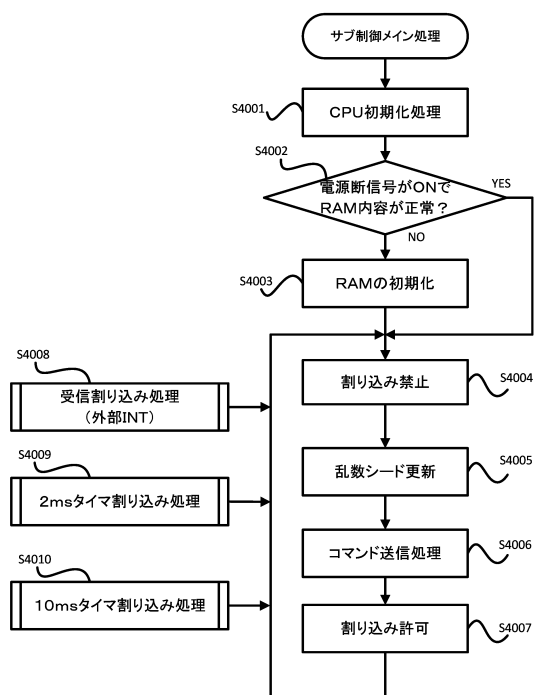 サブ制御メイン処理
S4001
CPU初期化処理
S4002
電源断信号がONで
RAM内容が正常？
YES
NO
S4003
RAMの初期化
S4008
受信割り込み処理
（外部INT）
S4004
割り込み禁止
S4009
2msタイマ割り込み処理
S4005
乱数シード更新
S4006
コマンド送信処理
S4010
10msタイマ割り込み処理
S4007
割り込み許可